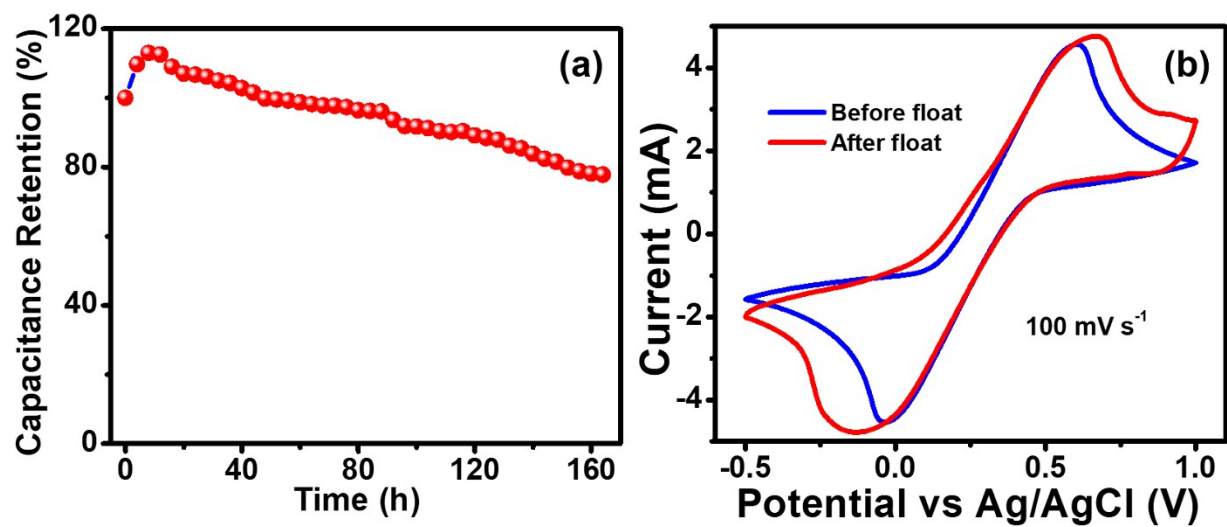 (a)
Capacitance Retention (%)
120
80
40
0
0 40 80 120 160
Time (h)
(b)
Before float
After float
100 mV s⁻¹
Current (mA)
4
2
0
-2
-4
-0.5 0.0 0.5 1.0
Potential vs Ag/AgCl (V)